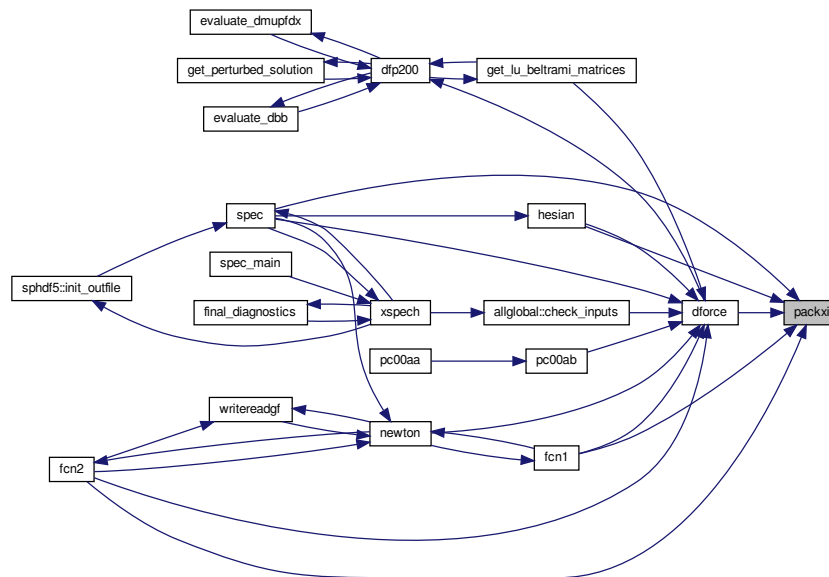 evaluate_dmupfdx
get_perturbed_solution
dfp200
get_lu_beltrami_matrices
evaluate_dbb
spec
hesian
spec_main
sphdf5::init_outfile
final_diagnostics
xspech
allglobal::check_inputs
dforce
packxi
pc00aa
pc00ab
writereadgf
newton
fcn1
fcn2